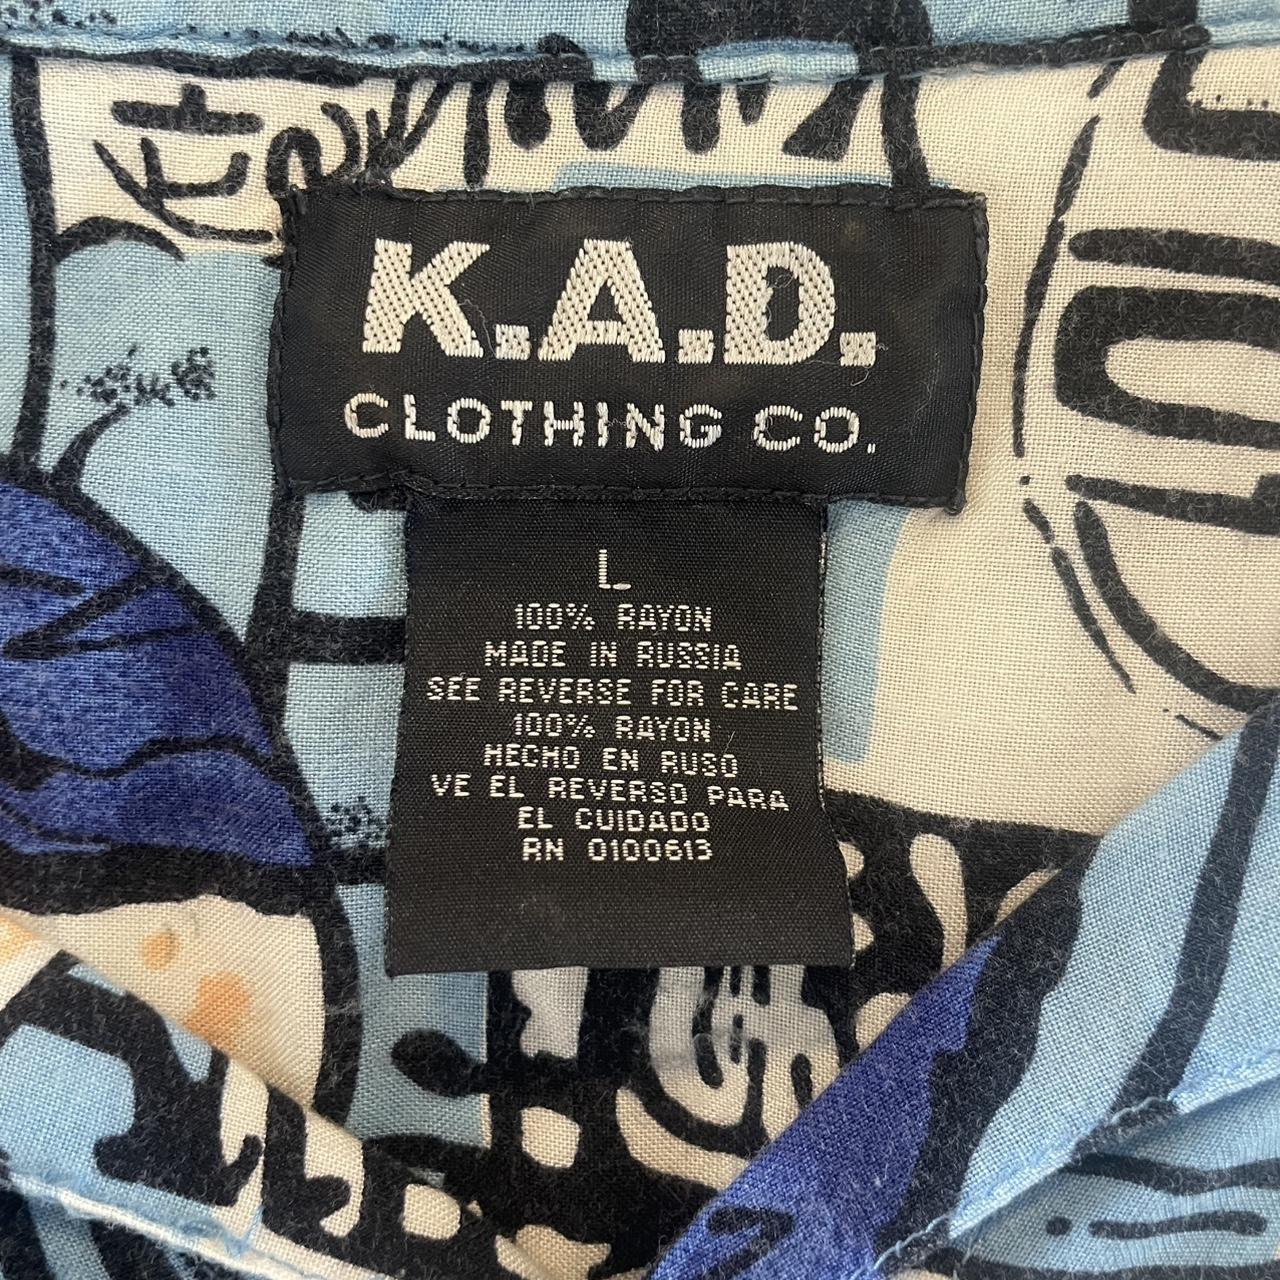 K.A.D.
CLOTHING CO.
L
100% RAYON
MADE IN RUSSIA
SEE REVERSE FOR CARE
100% RAYON
HECHO EN RUSO
VE EL REVERSO PARA
EL CUIDADO
RN 0100613